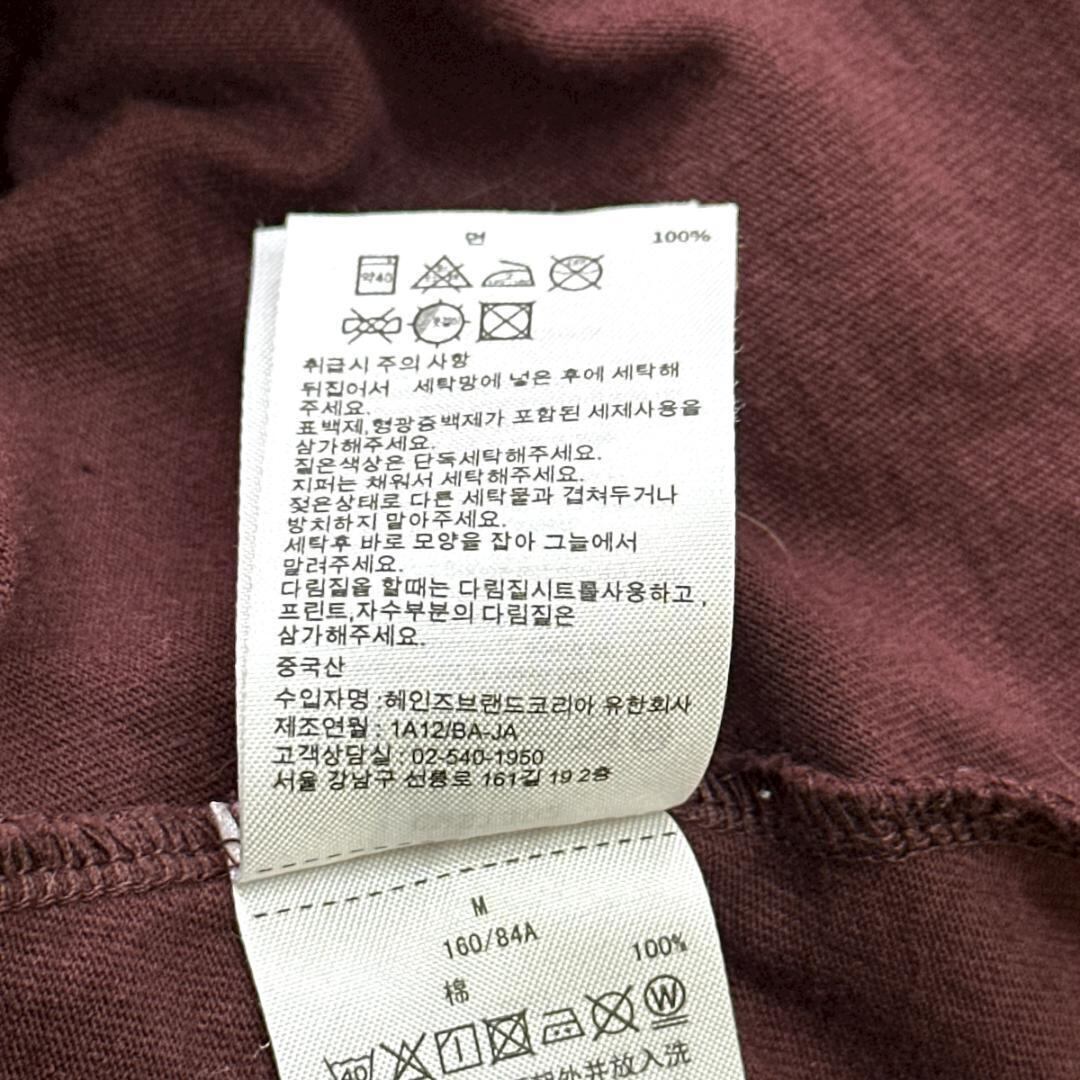 면 100%
약40
취급시 주의 사항
뒤집어서 세탁망에 넣은 후에 세탁해
주세요.
표백제,형광증백제가 포함된 세제사용을
삼가해주세요.
짙은색상은 단독세탁해주세요.
지퍼는 채워서 세탁해주세요.
젖은상태로 다른 세탁물과 겹쳐두거나
방치하지 말아주세요.
세탁후 바로 모양을 잡아 그늘에서
말려주세요.
다림질을 할때는 다림질시트를사용하고,
프린트,자수부분의 다림질은
삼가해주세요.
중국산
수입자명 :헤인즈브랜드코리아 유한회사
제조연월 : 1A12/BA-JA
고객상담실 : 02-540-1950
서울 강남구 선릉로 161길 19 2층
M
160/84A
棉 100%
40 W
处并放入洗